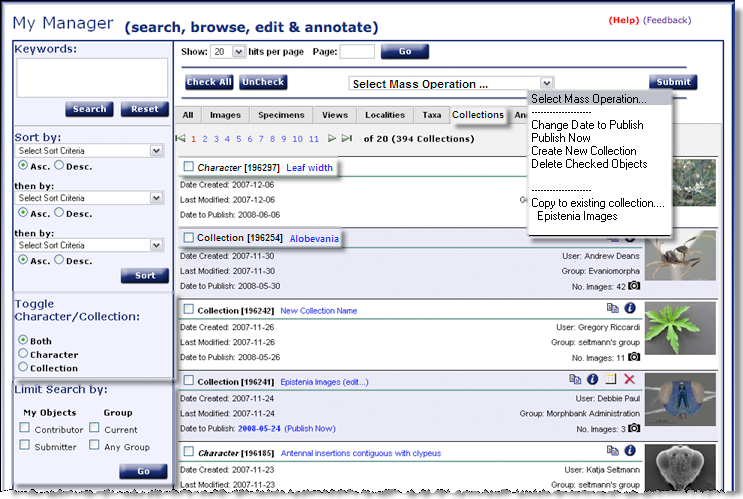 My Manager (search, browse, edit & annotate)
(Help) (Feedback)
Keywords:
Search Reset
Sort by:
Select Sort Criteria
Asc. Desc.
then by:
Select Sort Criteria
Asc. Desc.
then by:
Select Sort Criteria
Asc. Desc.
Sort
Toggle
Character/Collection:
Both
Character
Collection
Limit Search by:
My Objects Group
Contributor Current
Submitter Any Group
Go
Show: 20 hits per page Page: Go
Check All UnCheck Select Mass Operation ... Submit
All Images Specimens Views Localities Taxa Collections
Select Mass Operation...
--------------------
Change Date to Publish
Publish Now
Create New Collection
Delete Checked Objects
--------------------
Copy to existing collection....
Epistenia Images
1 2 3 4 5 6 7 8 9 10 11 of 20 (394 Collections)
Character [196297] Leaf width
Date Created: 2007-12-06
Last Modified: 2007-12-06
Date to Publish: 2008-06-06
Collection [196254] Alobevania
Date Created: 2007-11-30 User: Andrew Deans
Last Modified: 2007-11-30 Group: Evaniomorpha
Date to Publish: 2008-05-30 No. Images: 42
Collection [196242] New Collection Name
Date Created: 2007-11-26 User: Gregory Riccardi
Last Modified: 2007-11-26 Group: seltmann's group
Date to Publish: 2008-05-26 No. Images: 11
Collection [196241] Epistenia Images (edit...)
Date Created: 2007-11-24 User: Debbie Paul
Last Modified: 2007-11-24 Group: Morphbank Administration
Date to Publish: 2008-05-24 (Publish Now) No. Images: 3
Character [196185] Antennal insertions contiguous with clypeus
Date Created: 2007-11-23 User: Katja Seltmann
Last Modified: 2007-11-23 Group: seltmann's group